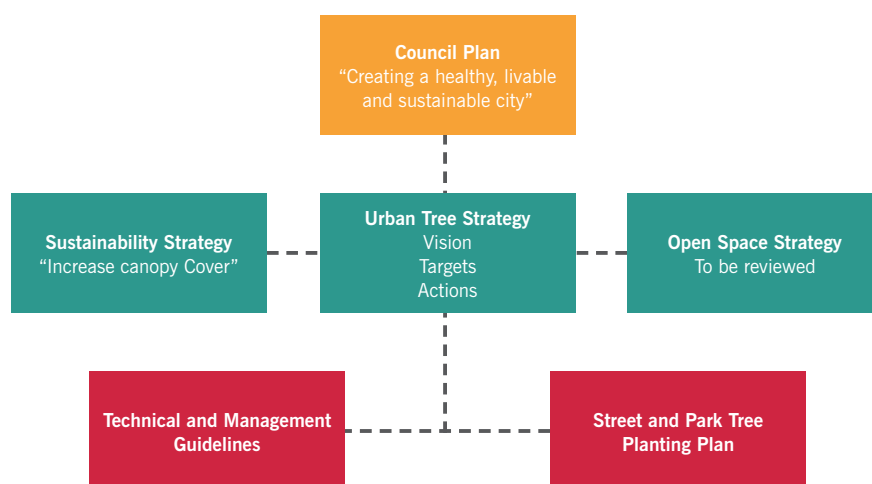 Council Plan
“Creating a healthy, livable
and sustainable city”
Sustainability Strategy
“Increase canopy Cover”
Urban Tree Strategy
Vision
Targets
Actions
Open Space Strategy
To be reviewed
Technical and Management
Guidelines
Street and Park Tree
Planting Plan